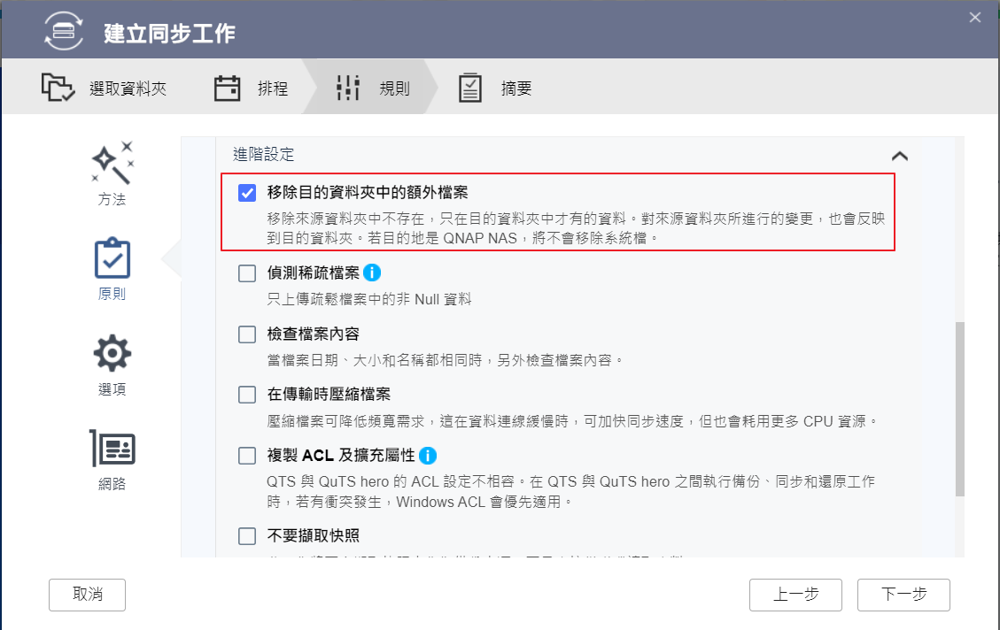 建立同步工作
選取資料夾
排程
規則
摘要
方法
原則
選項
網路
進階設定
移除目的資料夾中的額外檔案
移除來源資料夾中不存在，只在目的資料夾中才有的資料。對來源資料夾所進行的變更，也會反映
到目的資料夾。若目的地是 QNAP NAS，將不會移除系統檔。
偵測稀疏檔案
只上傳疏鬆檔案中的非 Null 資料
檢查檔案內容
當檔案日期、大小和名稱都相同時，另外檢查檔案內容。
在傳輸時壓縮檔案
壓縮檔案可降低頻寬需求，這在資料連線緩慢時，可加快同步速度，但也會耗用更多 CPU 資源。
複製 ACL 及擴充屬性
QTS 與 QuTS hero 的 ACL 設定不相容。在 QTS 與 QuTS hero 之間執行備份、同步和還原工作
時，若有衝突發生，Windows ACL 會優先適用。
不要擷取快照
取消
上一步
下一步